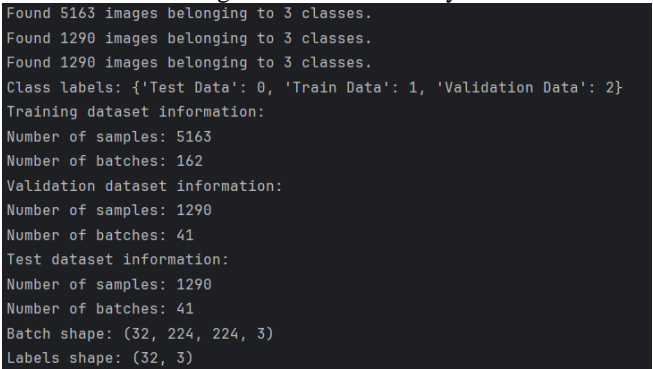 Found 5163 images belonging to 3 classes.
Found 1290 images belonging to 3 classes.
Found 1290 images belonging to 3 classes.
Class labels: {'Test Data': 0, 'Train Data': 1, 'Validation Data': 2}
Training dataset information:
Number of samples: 5163
Number of batches: 162
Validation dataset information:
Number of samples: 1290
Number of batches: 41
Test dataset information:
Number of samples: 1290
Number of batches: 41
Batch shape: (32, 224, 224, 3)
Labels shape: (32, 3)